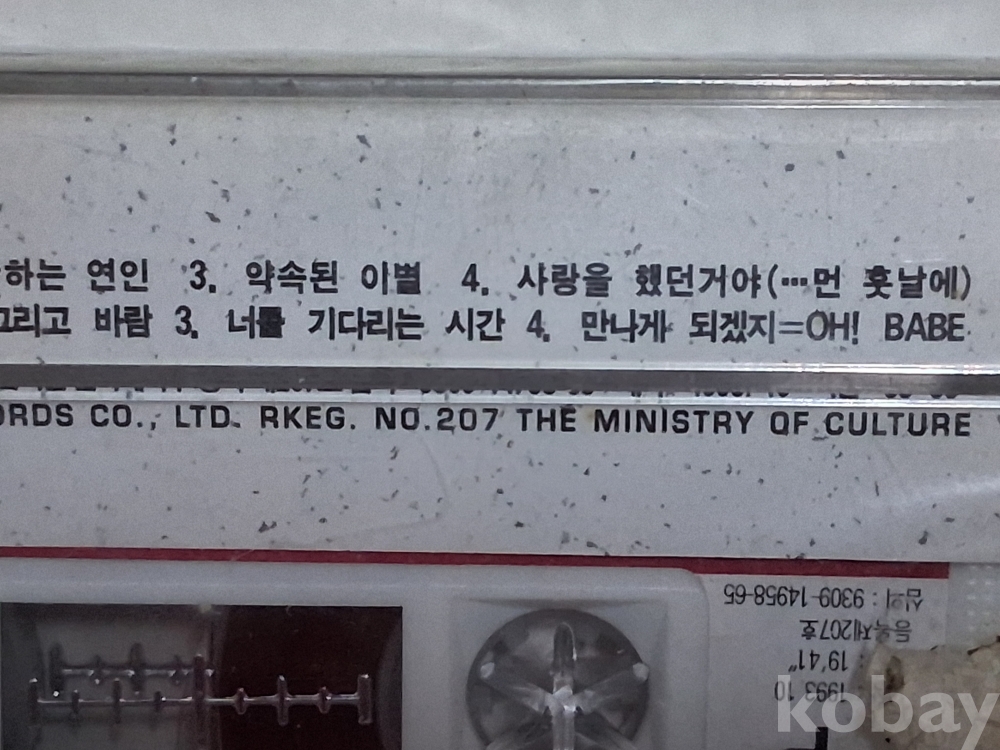 하는 연인 3. 약속된 이별 4. 사랑을 했던거야(…먼 훗날에)
그리고 바람 3. 너를 기다리는 시간 4. 만나게 되겠지=OH! BABE
ORDS CO., LTD. RKEG. NO.207 THE MINISTRY OF CULTURE
심의 : 9309-14958-65
등록제207호
: 19'41"
1993 10
kobay